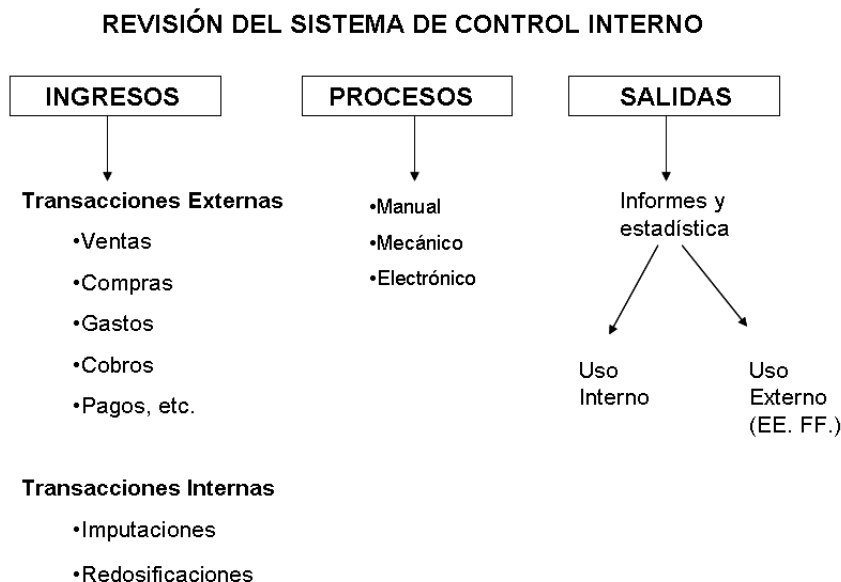 REVISIÓN DEL SISTEMA DE CONTROL INTERNO
INGRESOS
Transacciones Externas
•Ventas
•Compras
•Gastos
•Cobros
•Pagos, etc.
Transacciones Internas
•Imputaciones
•Redosificaciones
PROCESOS
•Manual
•Mecánico
•Electrónico
SALIDAS
Informes y
estadística
Uso
Interno
Uso
Externo
(EE. FF.)